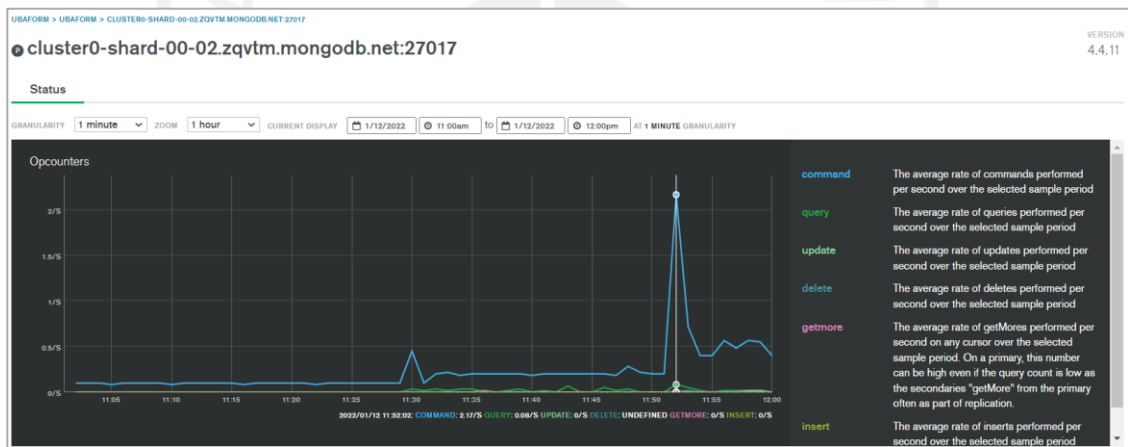 UBAFORM > UBAFORM > CLUSTER0-SHARD-00-02.ZQVTM.MONGODB.NET:27017
P cluster0-shard-00-02.zqvtm.mongodb.net:27017
VERSION
4.4.11
Status
GRANULARITY 1 minute ZOOM 1 hour CURRENT DISPLAY 1/12/2022 11:00am to 1/12/2022 12:00pm AT 1 MINUTE GRANULARITY
Opcounters
2/S
1.5/S
1/S
0.5/S
0/S
11:05 11:10 11:15 11:20 11:25 11:30 11:35 11:40 11:45 11:50 11:55 12:00
2022/01/12 11:52:02: COMMAND: 2.17/S QUERY: 0.08/S UPDATE: 0/S DELETE: UNDEFINED GETMORE: 0/S INSERT: 0/S
command The average rate of commands performed
per second over the selected sample period
query The average rate of queries performed per
second over the selected sample period
update The average rate of updates performed per
second over the selected sample period
delete The average rate of deletes performed per
second over the selected sample period
getmore The average rate of getMores performed per
second on any cursor over the selected
sample period. On a primary, this number
can be high even if the query count is low as
the secondaries "getMore" from the primary
often as part of replication.
insert The average rate of inserts performed per
second over the selected sample period